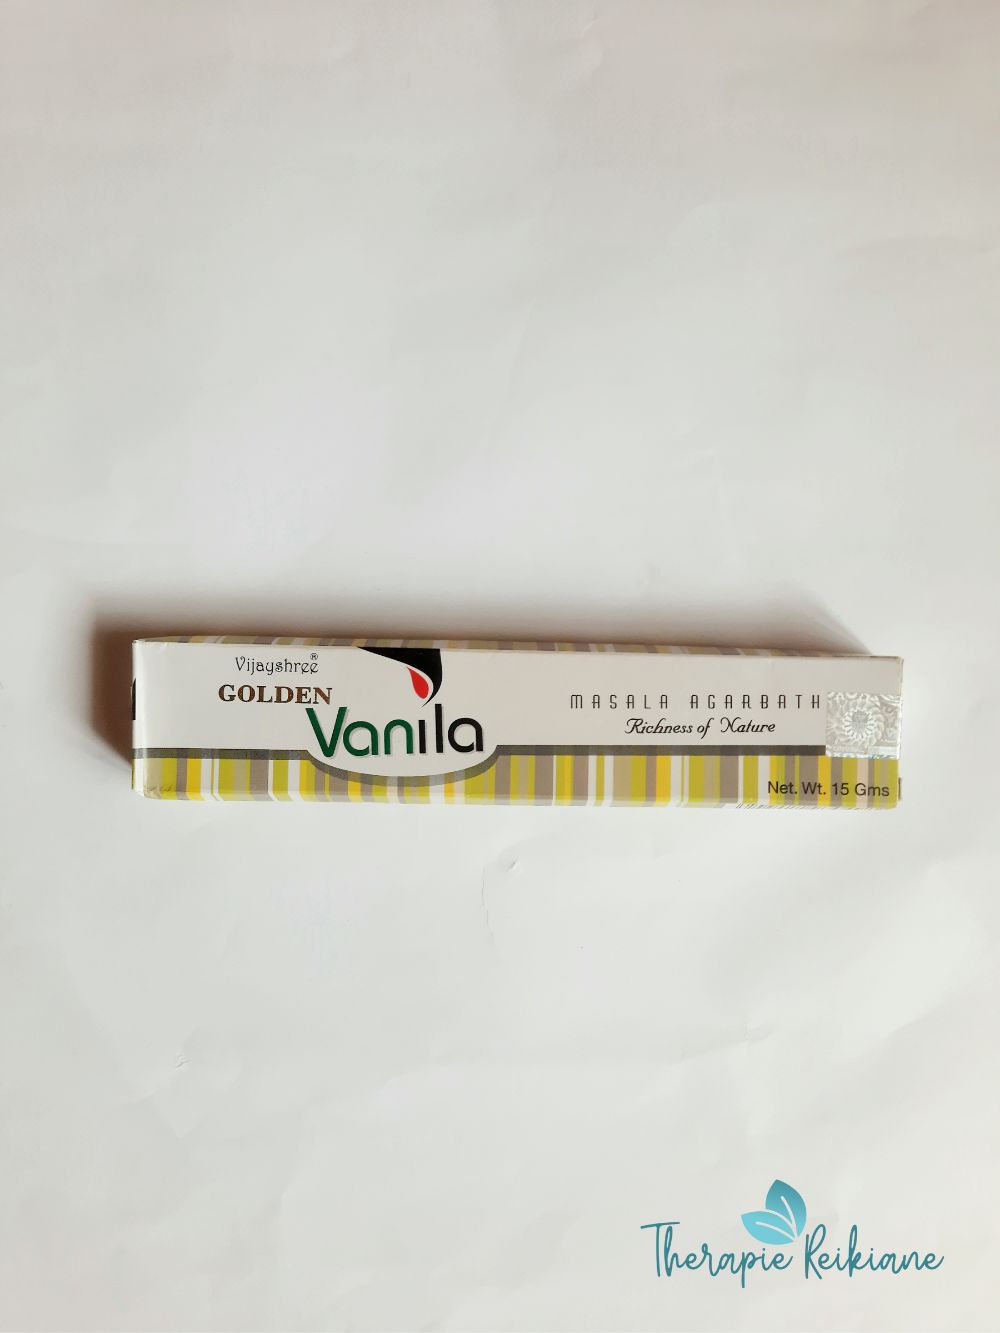 Vijayshree®
GOLDEN
Vanila
MASALA AGARBATH
Richness of Nature
Net. Wt. 15 Gms
Therapie Reikiane